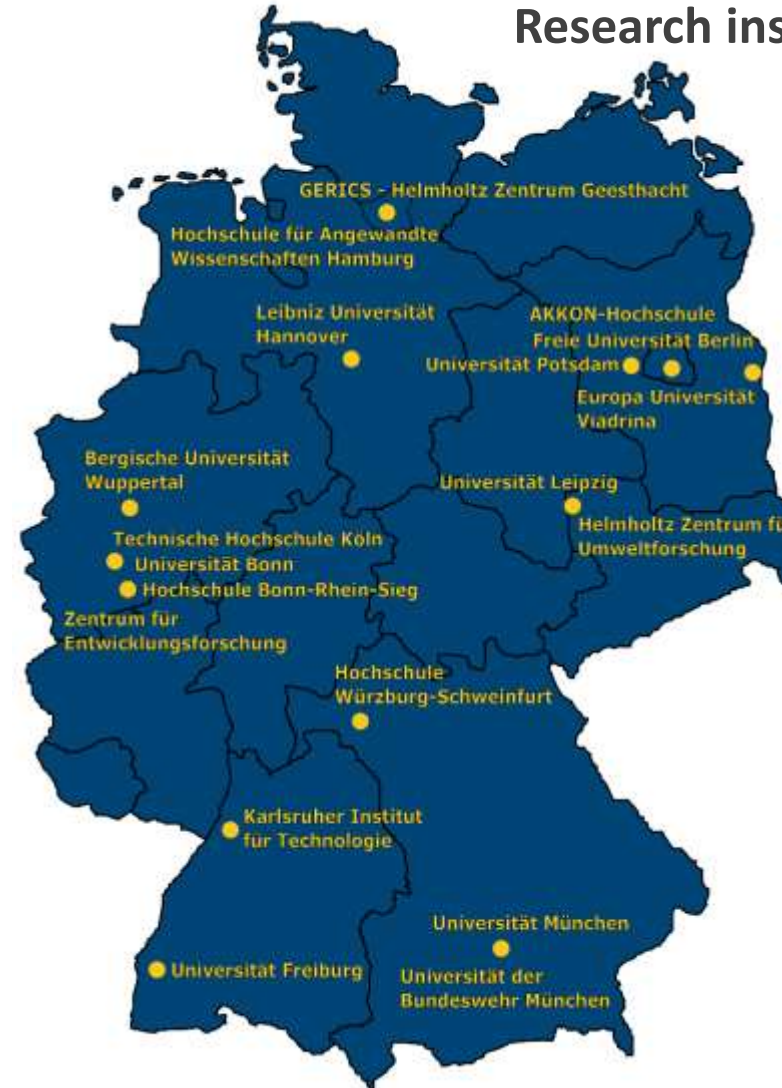 Research ins
GERICS - Helmholtz Zentrum Geesthacht
Hochschule für Angewandte
Wissenschaften Hamburg
Leibniz Universität
Hannover
AKKON-Hochschule
Freie Universität Berlin
Universität Potsdam
Europa Universität
Viadrina
Bergische Universität
Wuppertal
Universität Leipzig
Helmholtz Zentrum fü
Umweltforschung
Technische Hochschule Köln
Universität Bonn
Hochschule Bonn-Rhein-Sieg
Zentrum für
Entwicklungsforschung
Hochschule
Würzburg-Schweinfurt
Karlsruher Institut
für Technologie
Universität München
Universität Freiburg
Universität der
Bundeswehr München